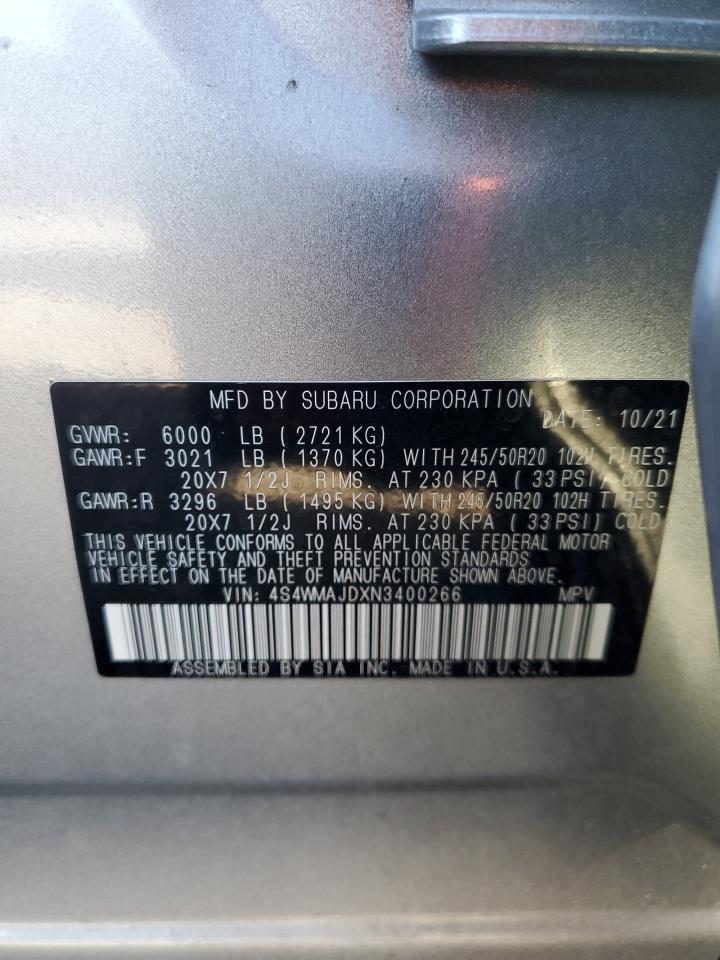 MFD BY SUBARU CORPORATION
DATE: 10/21
GVWR: 6000 LB ( 2721 KG)
GAWR:F 3021 LB ( 1370 KG) WITH 245/50R20 102H TIRES.
20X7 1/2J RIMS. AT 230 KPA ( 33 PSI) COLD
GAWR:R 3296 LB ( 1495 KG) WITH 245/50R20 102H TIRES.
20X7 1/2J RIMS. AT 230 KPA ( 33 PSI) COLD
THIS VEHICLE CONFORMS TO ALL APPLICABLE FEDERAL MOTOR
VEHICLE SAFETY AND THEFT PREVENTION STANDARDS
IN EFFECT ON THE DATE OF MANUFACTURE SHOWN ABOVE.
VIN: 4S4WMAJDXN3400266 MPV
ASSEMBLED BY SIA INC. MADE IN U.S.A.